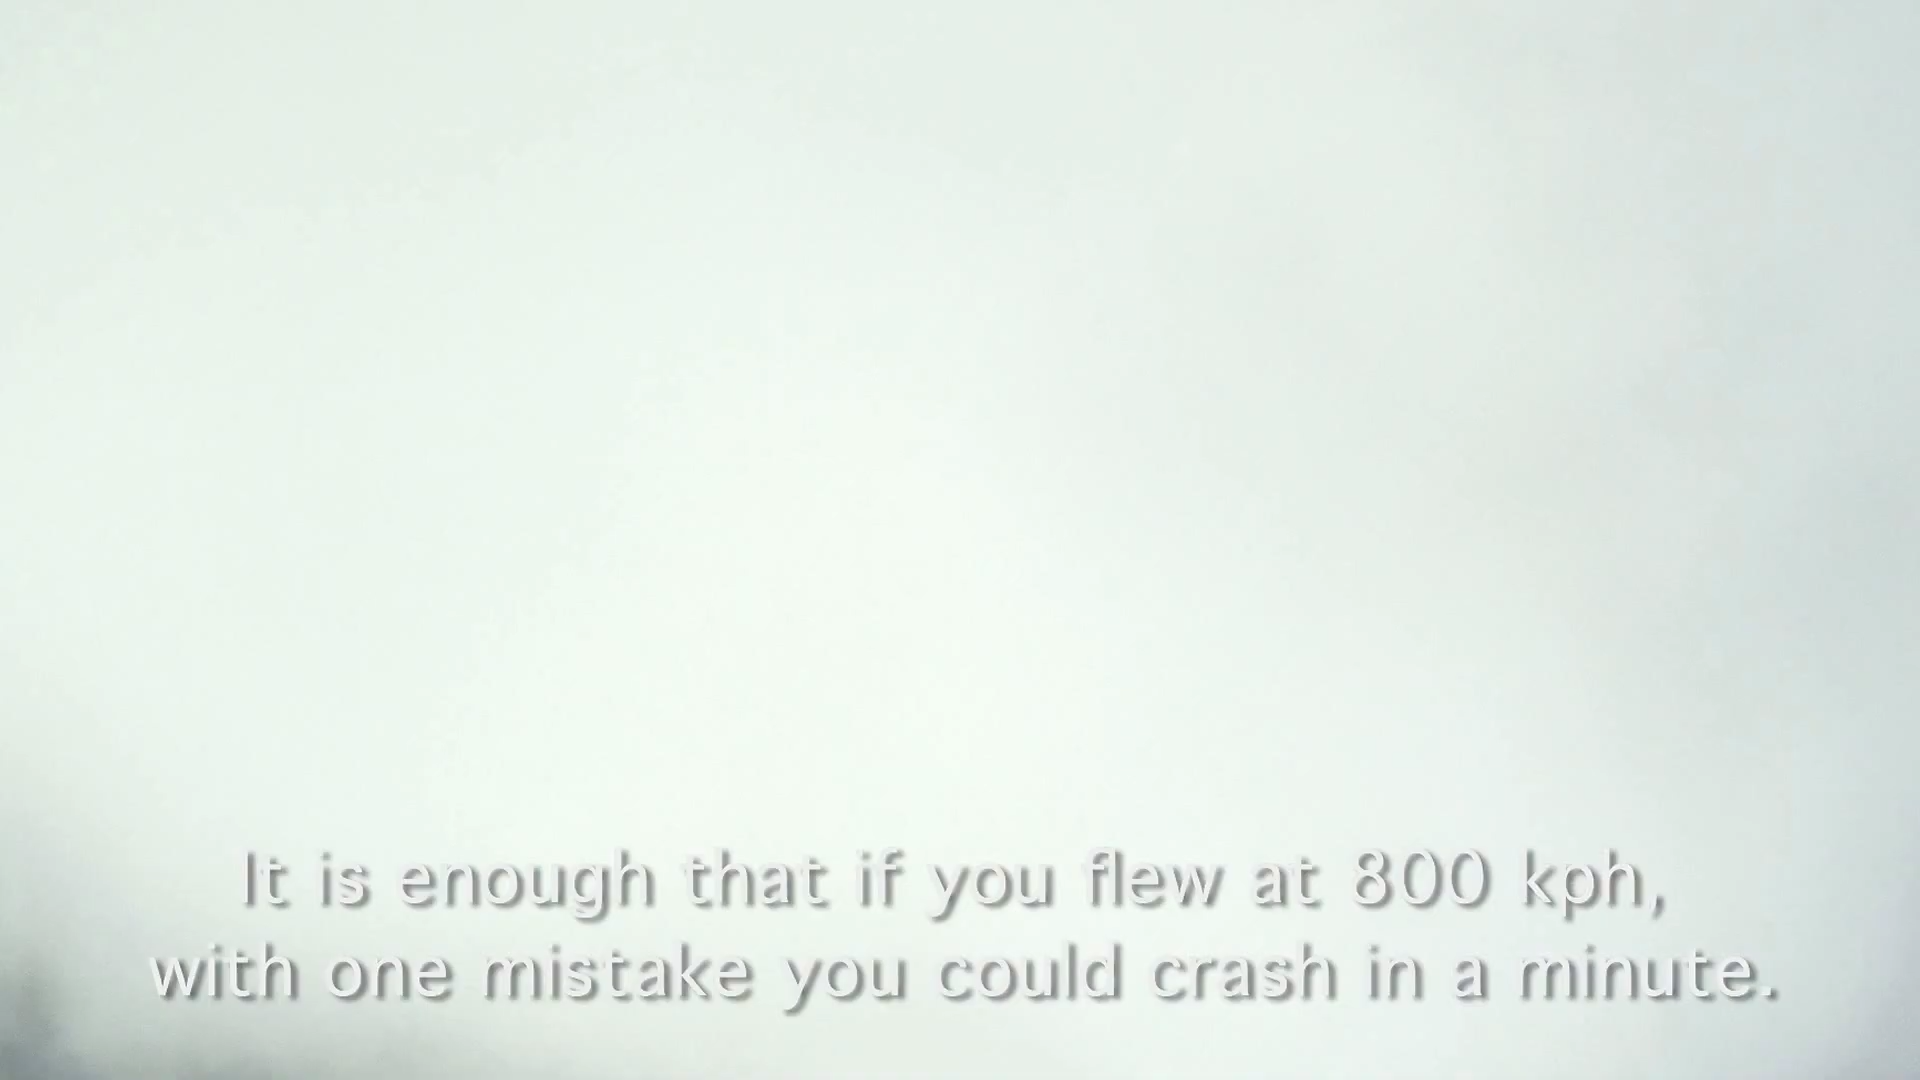 It is enough that if you flew at 800 kph,
with one mistake you could crash in a minute.